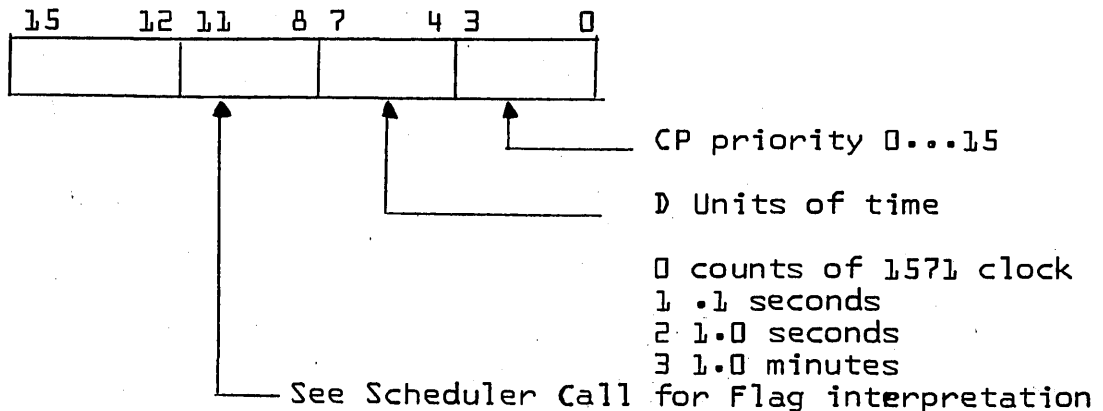 15 12 11 8 7 4 3 0
CP priority 0...15
D Units of time
0 counts of 1571 clock
1 .1 seconds
2 1.0 seconds
3 1.0 minutes
See Scheduler Call for Flag interpretation